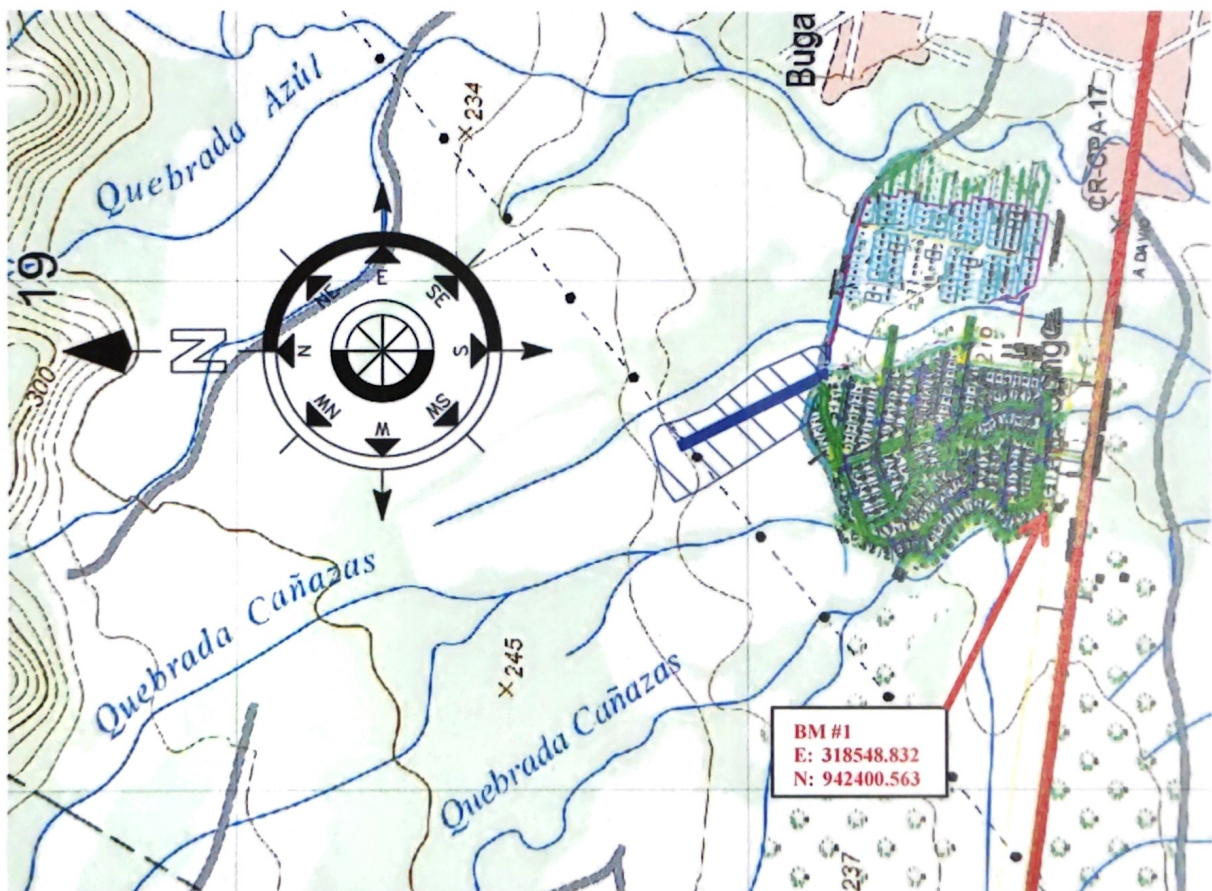 Quebrada Azúl
234
Buga
CR-CPA-17
A DAVID
19
300
N
E
NE
SE
N
S
NW
SW
W
210
Quebrada Cañazas
245
Quebrada Cañazas
BM #1
E: 318548.832
N: 942400.563
237